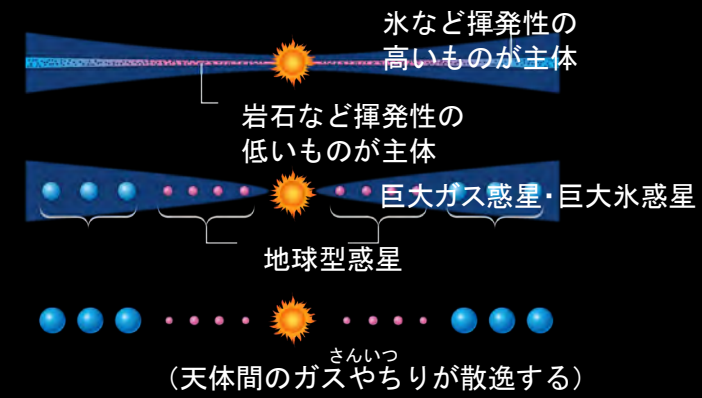 氷など揮発性の
高いものが主体
岩石など揮発性の
低いものが主体
巨大ガス惑星・巨大氷惑星
地球型惑星
さんいつ
（天体間のガスやちりが散逸する）